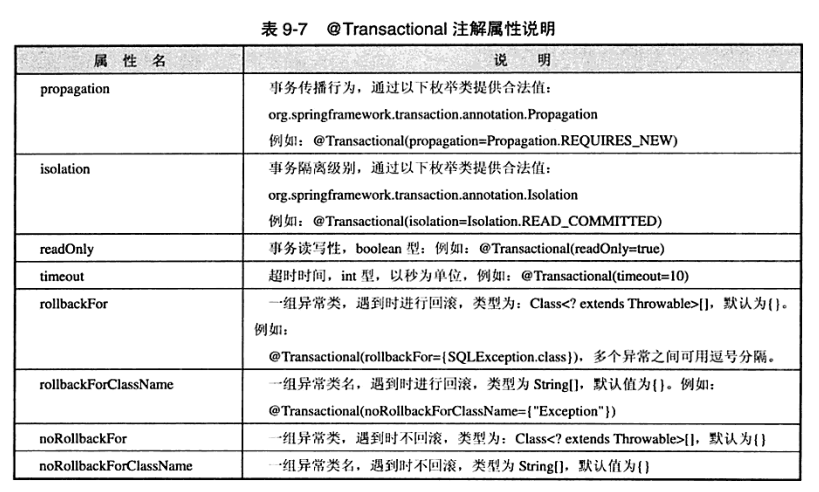 表 9-7 @Transactional 注解属性说明
属 性 名 说 明
propagation 事务传播行为，通过以下枚举类提供合法值：
org.springframework.transaction.annotation.Propagation
例如：@Transactional(propagation=Propagation.REQUIRES_NEW)
isolation 事务隔离级别，通过以下枚举类提供合法值：
org.springframework.transaction.annotation.Isolation
例如：@Transactional(isolation=Isolation.READ_COMMITTED)
readOnly 事务读写性，boolean 型：例如：@Transactional(readOnly=true)
timeout 超时时间，int 型，以秒为单位，例如：@Transactional(timeout=10)
rollbackFor 一组异常类，遇到时进行回滚，类型为：Class<? extends Throwable>[]，默认为{}。
例如：
@Transactional(rollbackFor={SQLException.class})，多个异常之间可用逗号分隔。
rollbackForClassName 一组异常类名，遇到时进行回滚，类型为 String[]，默认值为{}。例如：
@Transactional(noRollbackForClassName={"Exception"})
noRollbackFor 一组异常类，遇到时不回滚，类型为：Class<? extends Throwable>[]，默认为{}
noRollbackForClassName 一组异常类名，遇到时不回滚，类型为 String[]，默认值为{}